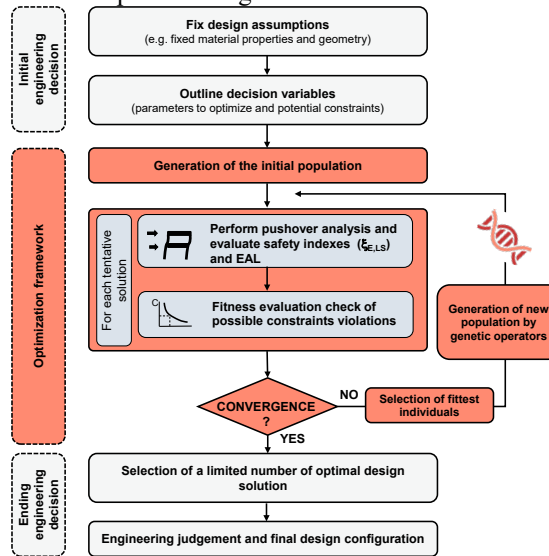 Fix design assumptions
(e.g. fixed material properties and geometry)
Initial
engineering
decision
Outline decision variables
(parameters to optimize and potential constraints)
Optimization framework
Generation of the initial population
For each tentative
solution
Perform pushover analysis and
evaluate safety indexes (ξE,LS)
and EAL
C
Fitness evaluation check of
possible constraints violations
Generation of new
population by
genetic operators
CONVERGENCE
?
NO
Selection of fittest
individuals
YES
Ending
engineering
decision
Selection of a limited number of optimal design
solution
Engineering judgement and final design configuration